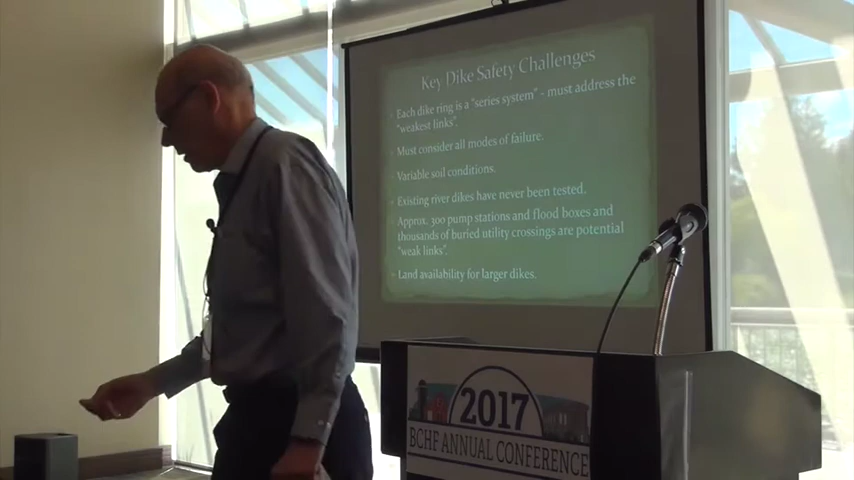 Key Dike Safety Challenges
Each dike ring is a "series system" - must address the
"weakest links".
Must consider all modes of failure.
Variable soil conditions.
Existing river dikes have never been tested.
Approx. 300 pump stations and flood boxes and
thousands of buried utility crossings are potential
"weak links".
Land availability for larger dikes.
2017
BCHF ANNUAL CONFERENCE